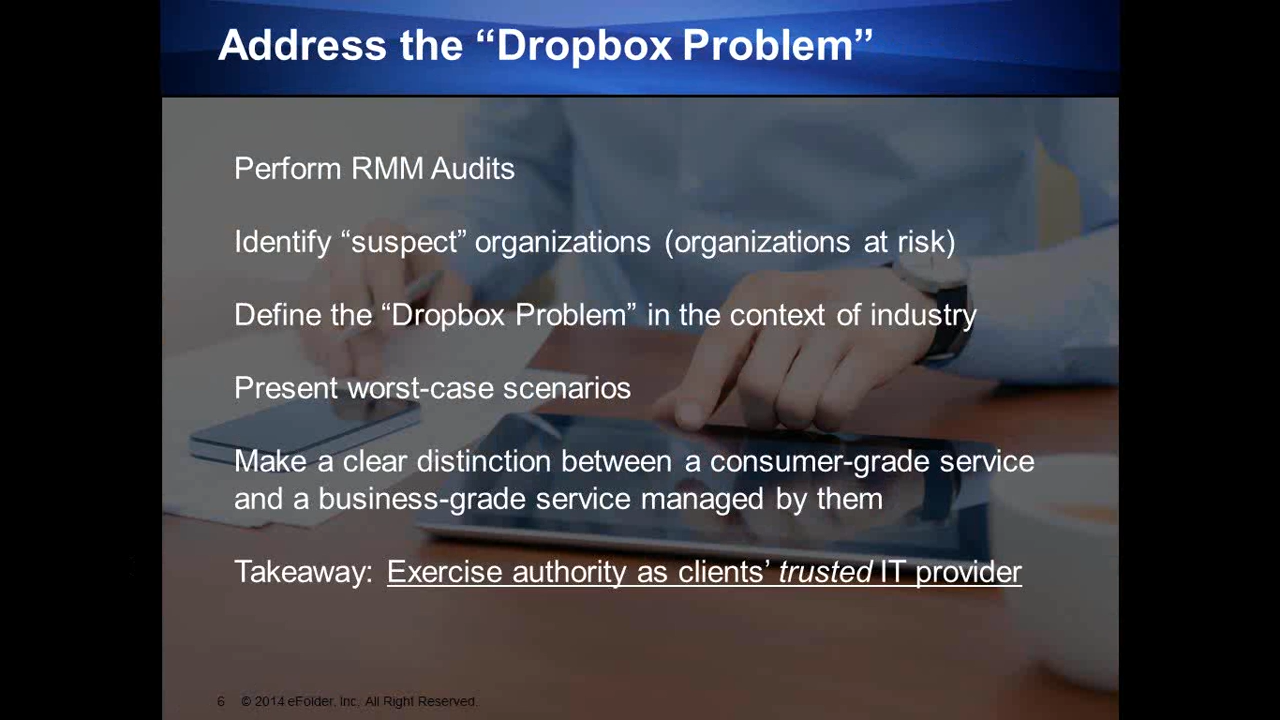 Address the “Dropbox Problem”
Perform RMM Audits
Identify “suspect” organizations (organizations at risk)
Define the “Dropbox Problem” in the context of industry
Present worst-case scenarios
Make a clear distinction between a consumer-grade service
and a business-grade service managed by them
Takeaway: Exercise authority as clients’ trusted IT provider
6 © 2014 eFolder, Inc. All Right Reserved.